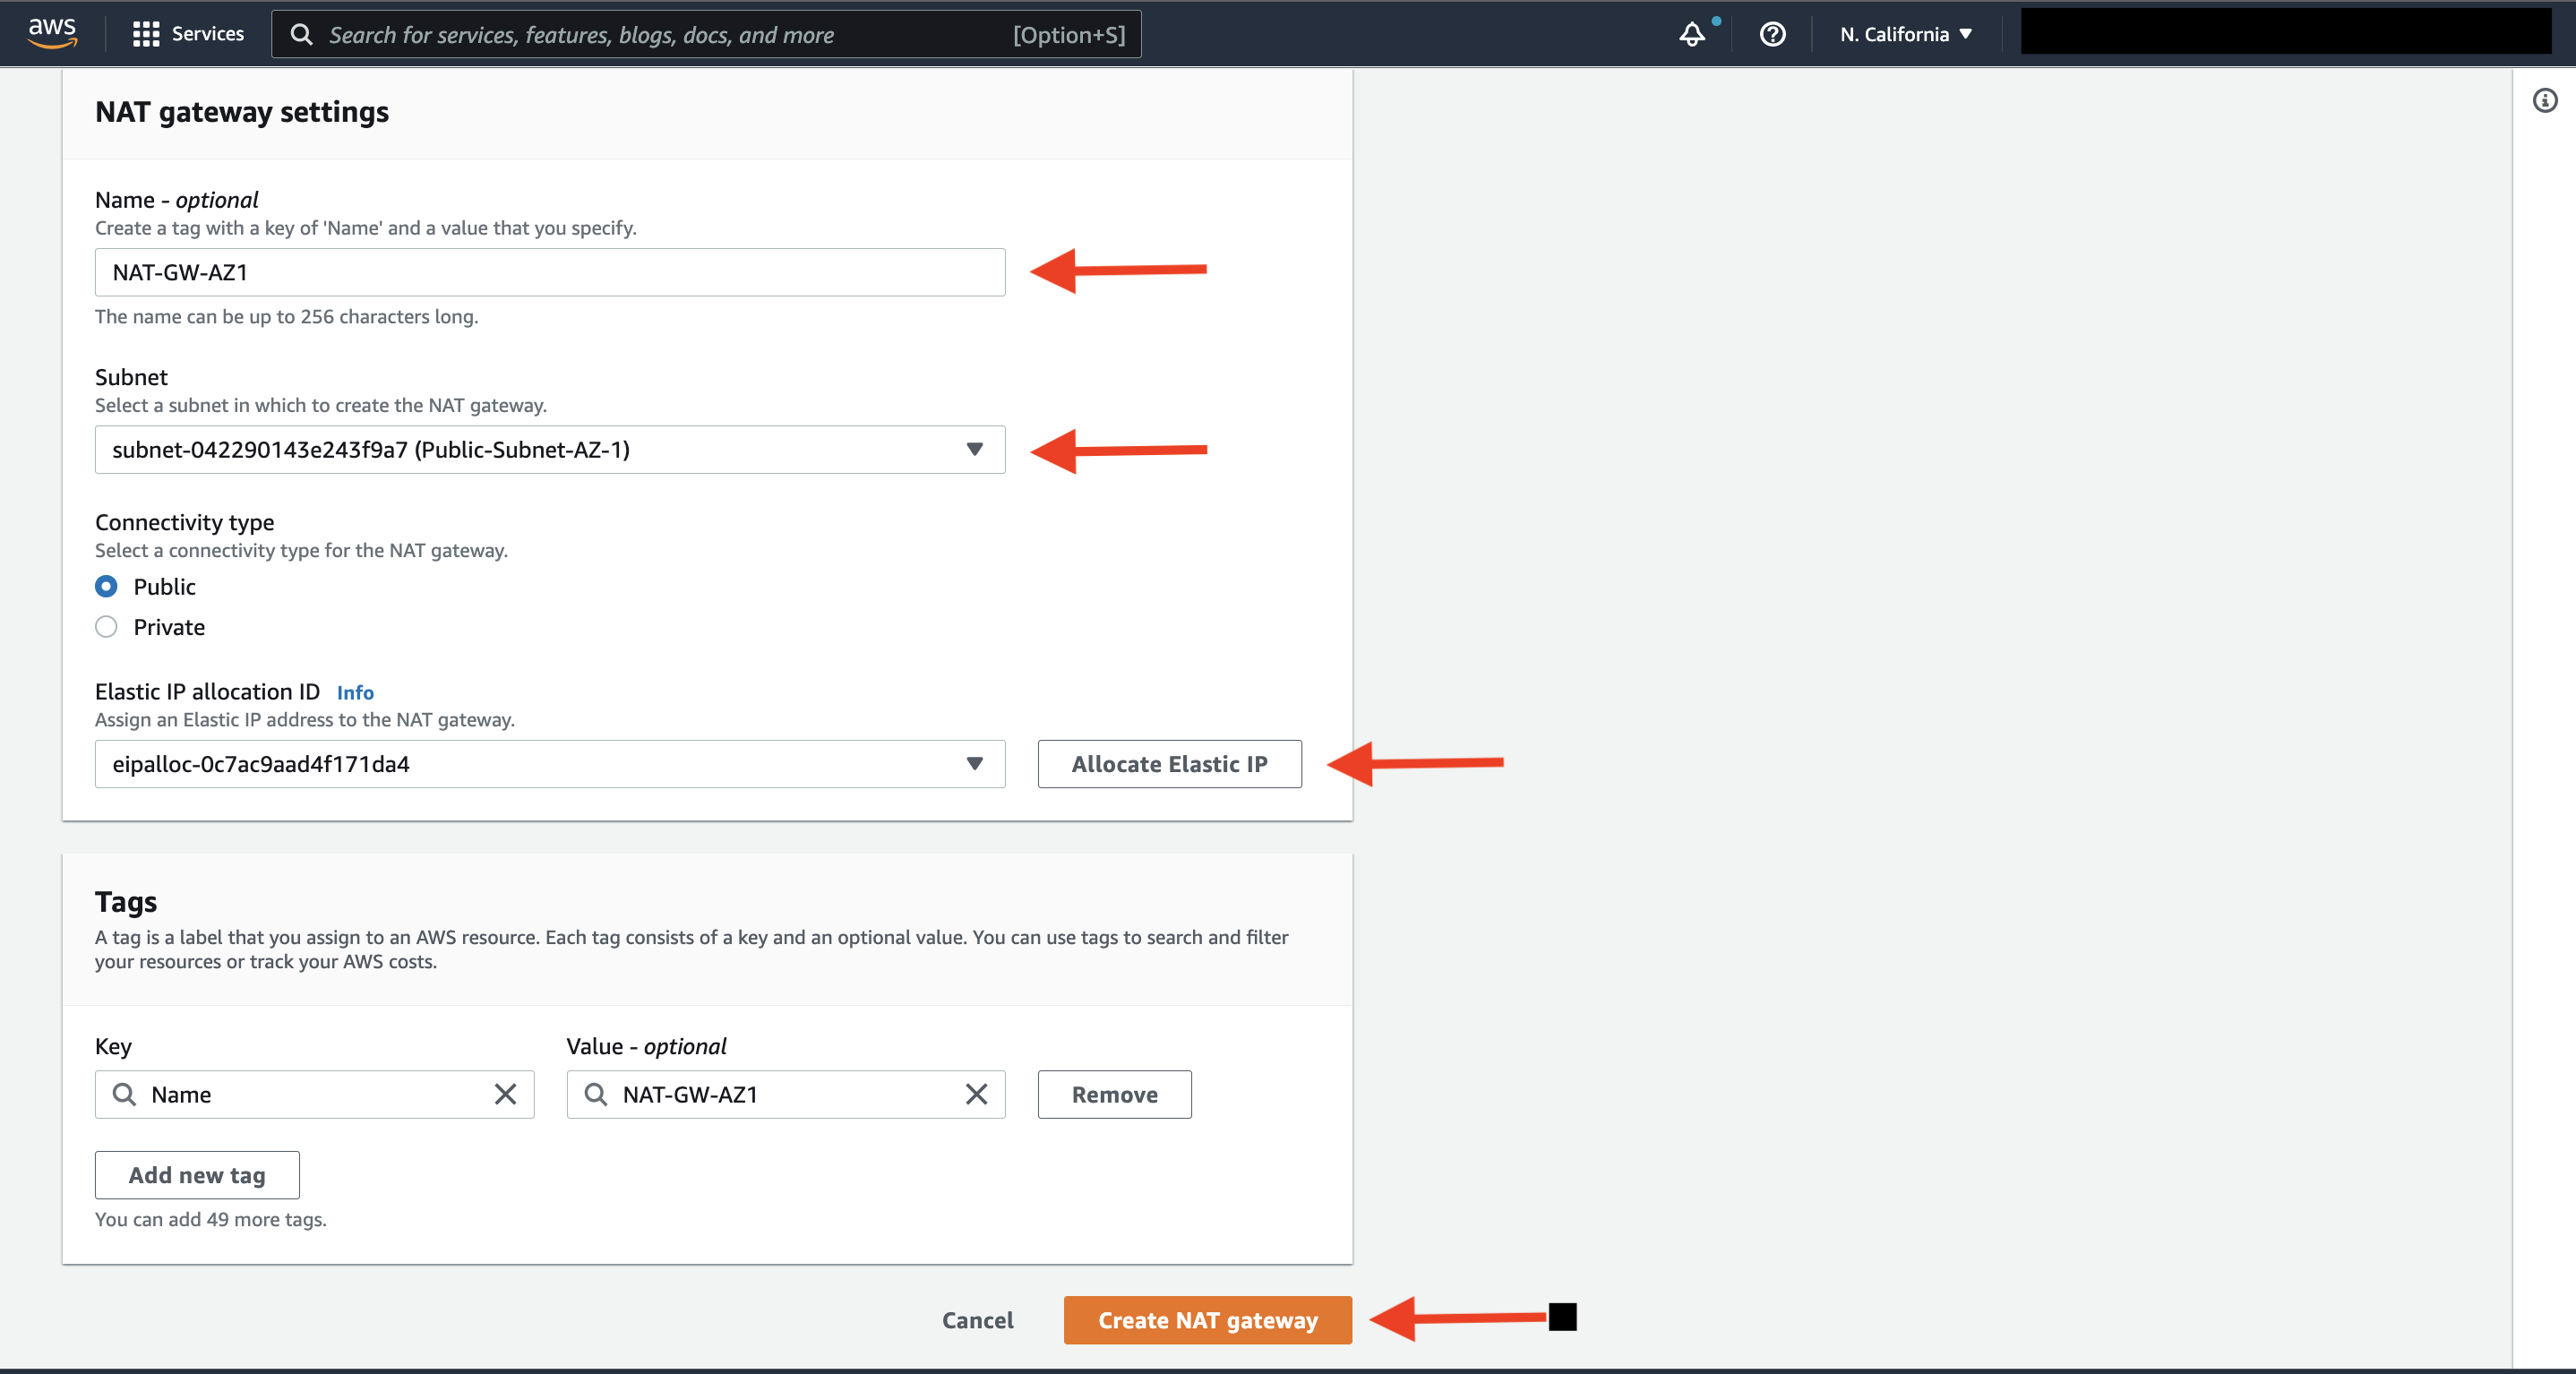 aws
Services
Search for services, features, blogs, docs, and more
[Option+S]
N. California
NAT gateway settings
Name - optional
Create a tag with a key of 'Name' and a value that you specify.
NAT-GW-AZ1
The name can be up to 256 characters long.
Subnet
Select a subnet in which to create the NAT gateway.
subnet-042290143e243f9a7 (Public-Subnet-AZ-1)
Connectivity type
Select a connectivity type for the NAT gateway.
Public
Private
Elastic IP allocation ID Info
Assign an Elastic IP address to the NAT gateway.
eipalloc-0c7ac9aad4f171da4
Allocate Elastic IP
Tags
A tag is a label that you assign to an AWS resource. Each tag consists of a key and an optional value. You can use tags to search and filter
your resources or track your AWS costs.
Key
Value - optional
Name
NAT-GW-AZ1
Remove
Add new tag
You can add 49 more tags.
Cancel
Create NAT gateway